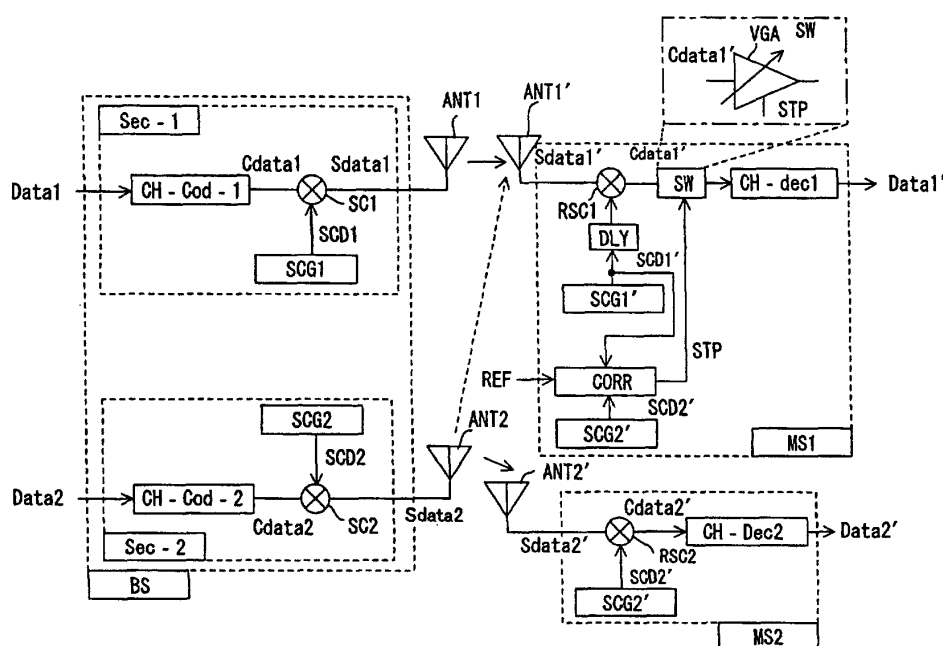 VGA
SW
Cdata1′
STP
ANT1
ANT1′
Sec - 1
Cdata1
Sdata1
Sdata1′
Cdata1′
Data1
CH - Cod - 1
SC1
RSC1
SW
CH - dec1
Data1′
SCD1
DLY
SCG1
SCD1′
SCG1′
STP
REF
CORR
SCG2
SCD2′
ANT2
SCG2′
SCD2
MS1
ANT2′
Data2
CH - Cod - 2
Cdata2
SC2
Sdata2
Cdata2′
Sdata2′
RSC2
CH - Dec2
Data2′
Sec - 2
SCD2′
BS
SCG2′
MS2